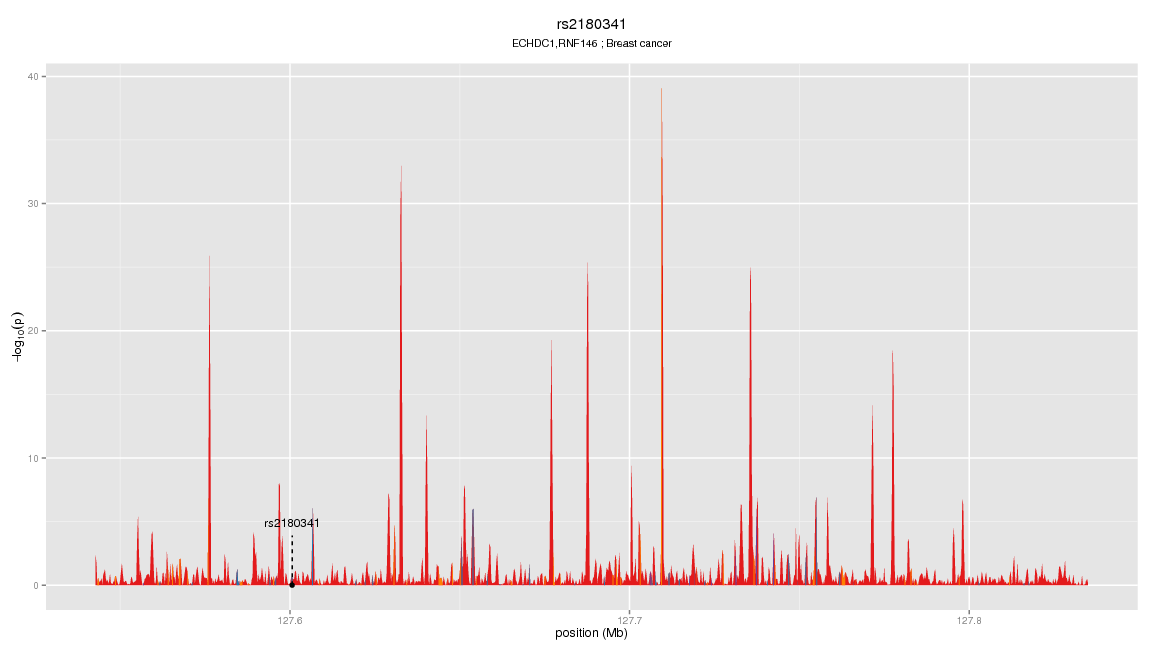 rs2180341
ECHDC1,RNF146 ; Breast cancer
40
30
20
10
0
−log10(p)
rs2180341
127.6
127.7
127.8
position (Mb)